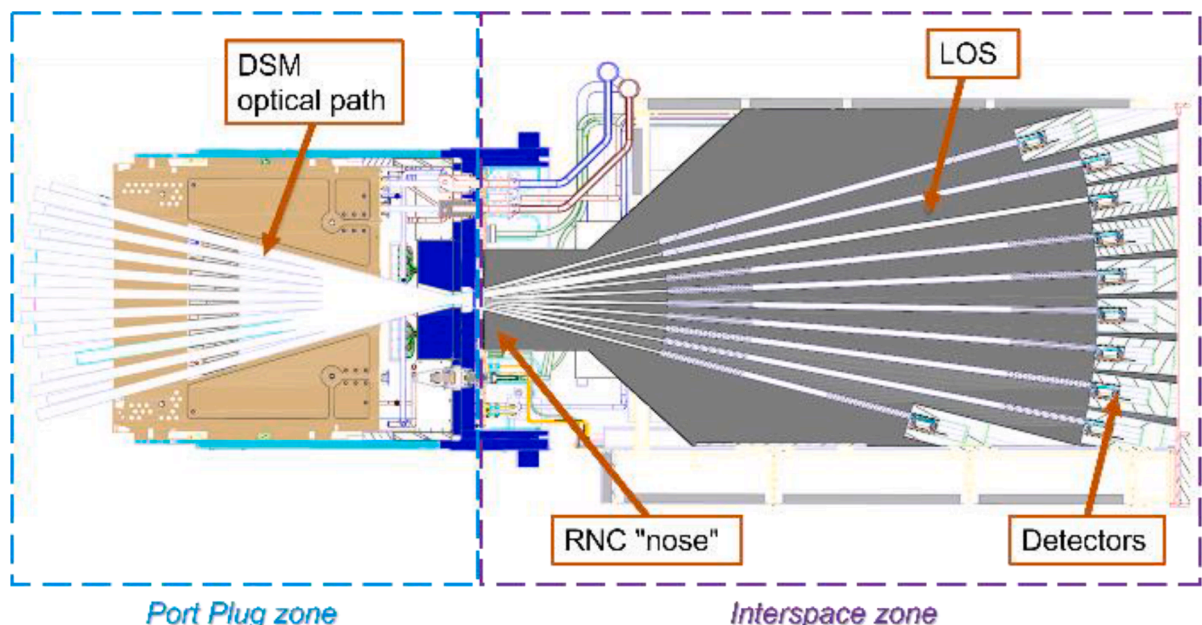 DSM
optical path
LOS
RNC "nose"
Detectors
Port Plug zone
Interspace zone